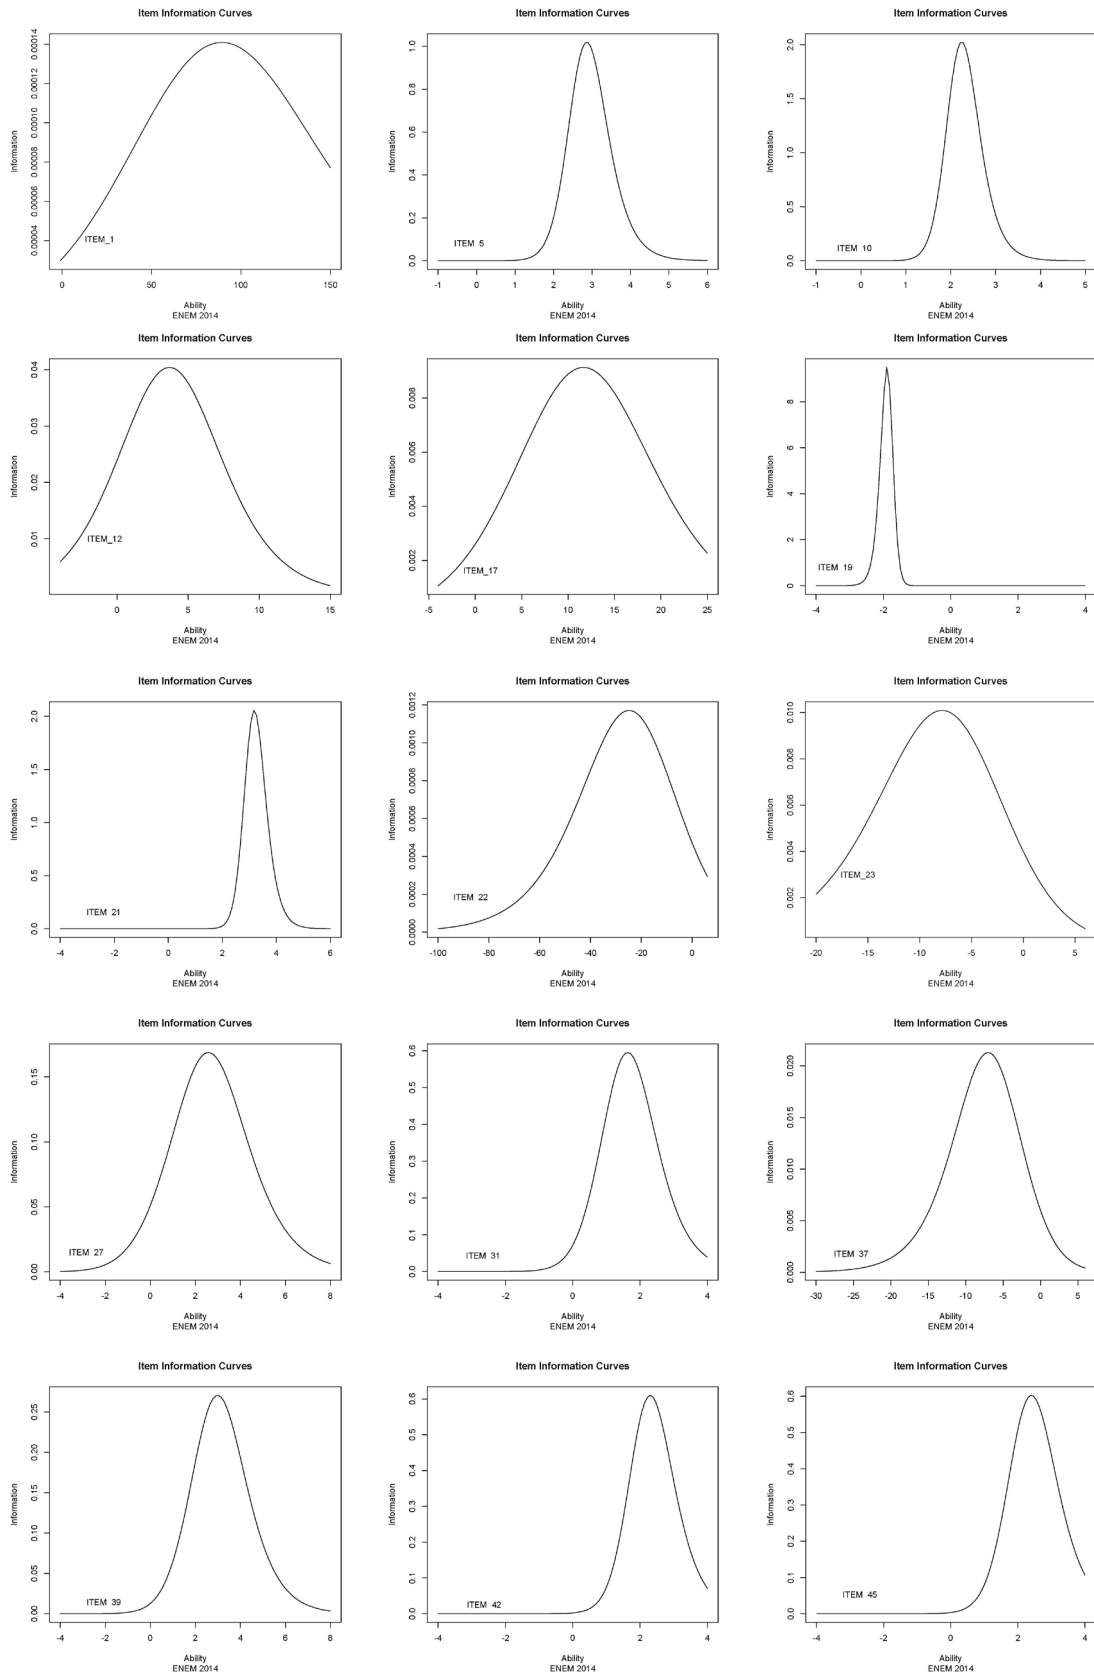 Item Information Curves
Information
0.00004 0.00006 0.00008 0.00010 0.00012 0.00014
ITEM_1
0 50 100 150
Ability
ENEM 2014
Item Information Curves
Information
0.0 0.2 0.4 0.6 0.8 1.0
ITEM 5
-1 0 1 2 3 4 5 6
Ability
ENEM 2014
Item Information Curves
Information
0.0 0.5 1.0 1.5 2.0
ITEM 10
-1 0 1 2 3 4 5
Ability
ENEM 2014
Item Information Curves
Information
0.01 0.02 0.03 0.04
ITEM_12
0 5 10 15
Ability
ENEM 2014
Item Information Curves
Information
0.002 0.004 0.006 0.008
ITEM_17
-5 0 5 10 15 20 25
Ability
ENEM 2014
Item Information Curves
Information
0 2 4 6 8
ITEM 19
-4 -2 0 2 4
Ability
ENEM 2014
Item Information Curves
Information
0.0 0.5 1.0 1.5 2.0
ITEM 21
-4 -2 0 2 4 6
Ability
ENEM 2014
Item Information Curves
Information
0.0000 0.0002 0.0004 0.0006 0.0008 0.0010 0.0012
ITEM 22
-100 -80 -60 -40 -20 0
Ability
ENEM 2014
Item Information Curves
Information
0.002 0.004 0.006 0.008 0.010
ITEM_23
-20 -15 -10 -5 0 5
Ability
ENEM 2014
Item Information Curves
Information
0.00 0.05 0.10 0.15
ITEM 27
-4 -2 0 2 4 6 8
Ability
ENEM 2014
Item Information Curves
Information
0.0 0.1 0.2 0.3 0.4 0.5 0.6
ITEM 31
-4 -2 0 2 4
Ability
ENEM 2014
Item Information Curves
Information
0.000 0.005 0.010 0.015 0.020
ITEM 37
-30 -25 -20 -15 -10 -5 0 5
Ability
ENEM 2014
Item Information Curves
Information
0.00 0.05 0.10 0.15 0.20 0.25
ITEM 39
-4 -2 0 2 4 6 8
Ability
ENEM 2014
Item Information Curves
Information
0.0 0.1 0.2 0.3 0.4 0.5 0.6
ITEM 42
-4 -2 0 2 4
Ability
ENEM 2014
Item Information Curves
Information
0.0 0.1 0.2 0.3 0.4 0.5 0.6
ITEM 45
-4 -2 0 2 4
Ability
ENEM 2014